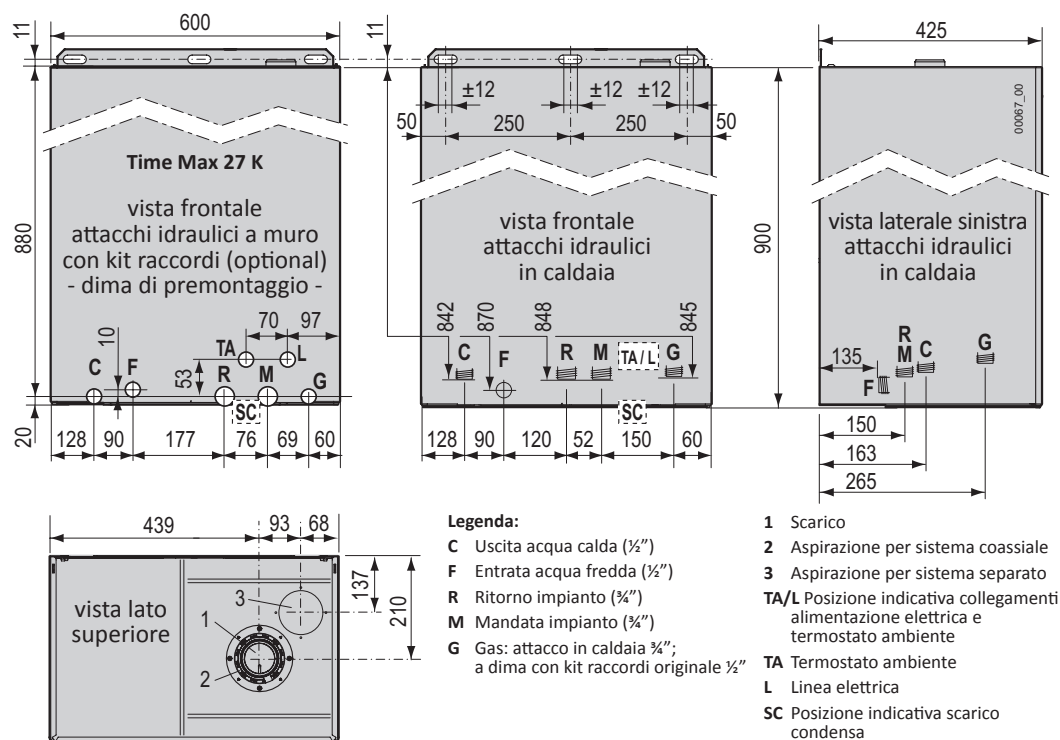 600
11
880
Time Max 27 K
vista frontale
attacchi idraulici a muro
con kit raccordi (optional)
- dima di premontaggio -
70 97
10
TA L
53
C F R M G
SC
20
128 90 177 76 69 60
11
±12 ±12 ±12
50 250 250 50
vista frontale
attacchi idraulici
in caldaia
842 870 848 845
C F R M TA / L G
SC
128 90 120 52 150 60
425
00067_00
900
vista laterale sinistra
attacchi idraulici
in caldaia
R
M C G
135
F
150
163
265
439 93 68
137
210
vista lato
superiore
3
1
2
Legenda:
C Uscita acqua calda (½”)
F Entrata acqua fredda (½”)
R Ritorno impianto (¾”)
M Mandata impianto (¾”)
G Gas: attacco in caldaia ¾”;
a dima con kit raccordi originale ½”
1 Scarico
2 Aspirazione per sistema coassiale
3 Aspirazione per sistema separato
TA/L Posizione indicativa collegamenti
alimentazione elettrica e
termostato ambiente
TA Termostato ambiente
L Linea elettrica
SC Posizione indicativa scarico
condensa